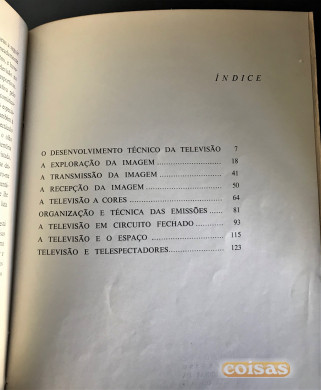 ÍNDICE
O DESENVOLVIMENTO TÉCNICO DA TELEVISÃO 7
A EXPLORAÇÃO DA IMAGEM 18
A TRANSMISSÃO DA IMAGEM 41
A RECEPÇÃO DA IMAGEM 50
A TELEVISÃO A CORES 64
ORGANIZAÇÃO E TÉCNICA DAS EMISSÕES 81
A TELEVISÃO EM CIRCUITO FECHADO 93
A TELEVISÃO E O ESPAÇO 115
TELEVISÃO E TELESPECTADORES 123
coisas